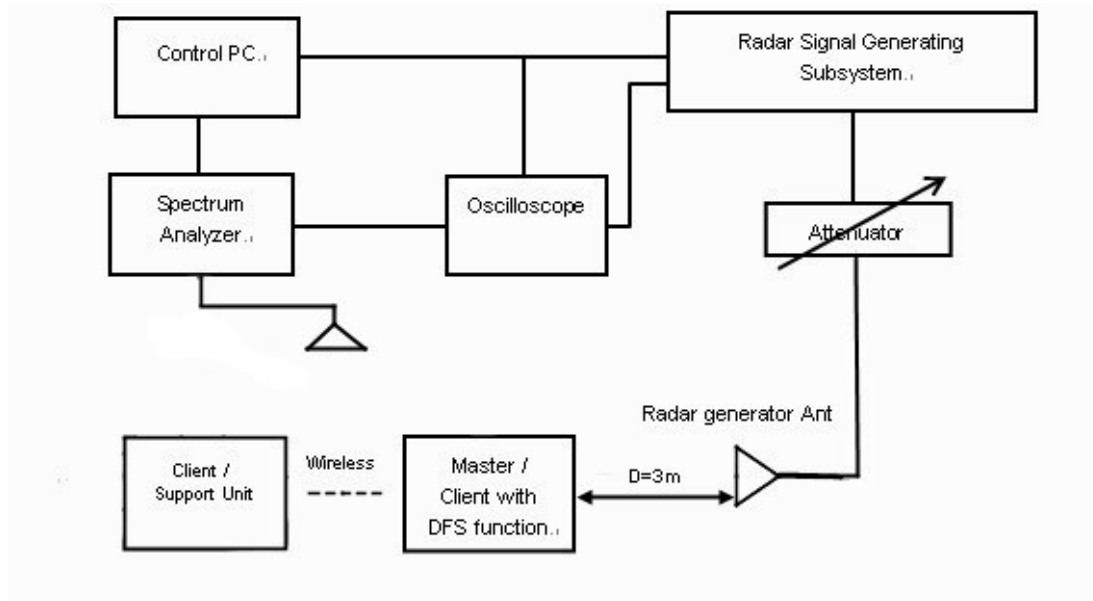 Control PC.
Radar Signal Generating
Subsystem.
Spectrum
Analyzer.
Oscilloscope
Attenuator
Radar generator Ant
Client /
Support Unit
Wireless
Master /
Client with
DFS function.
D=3m